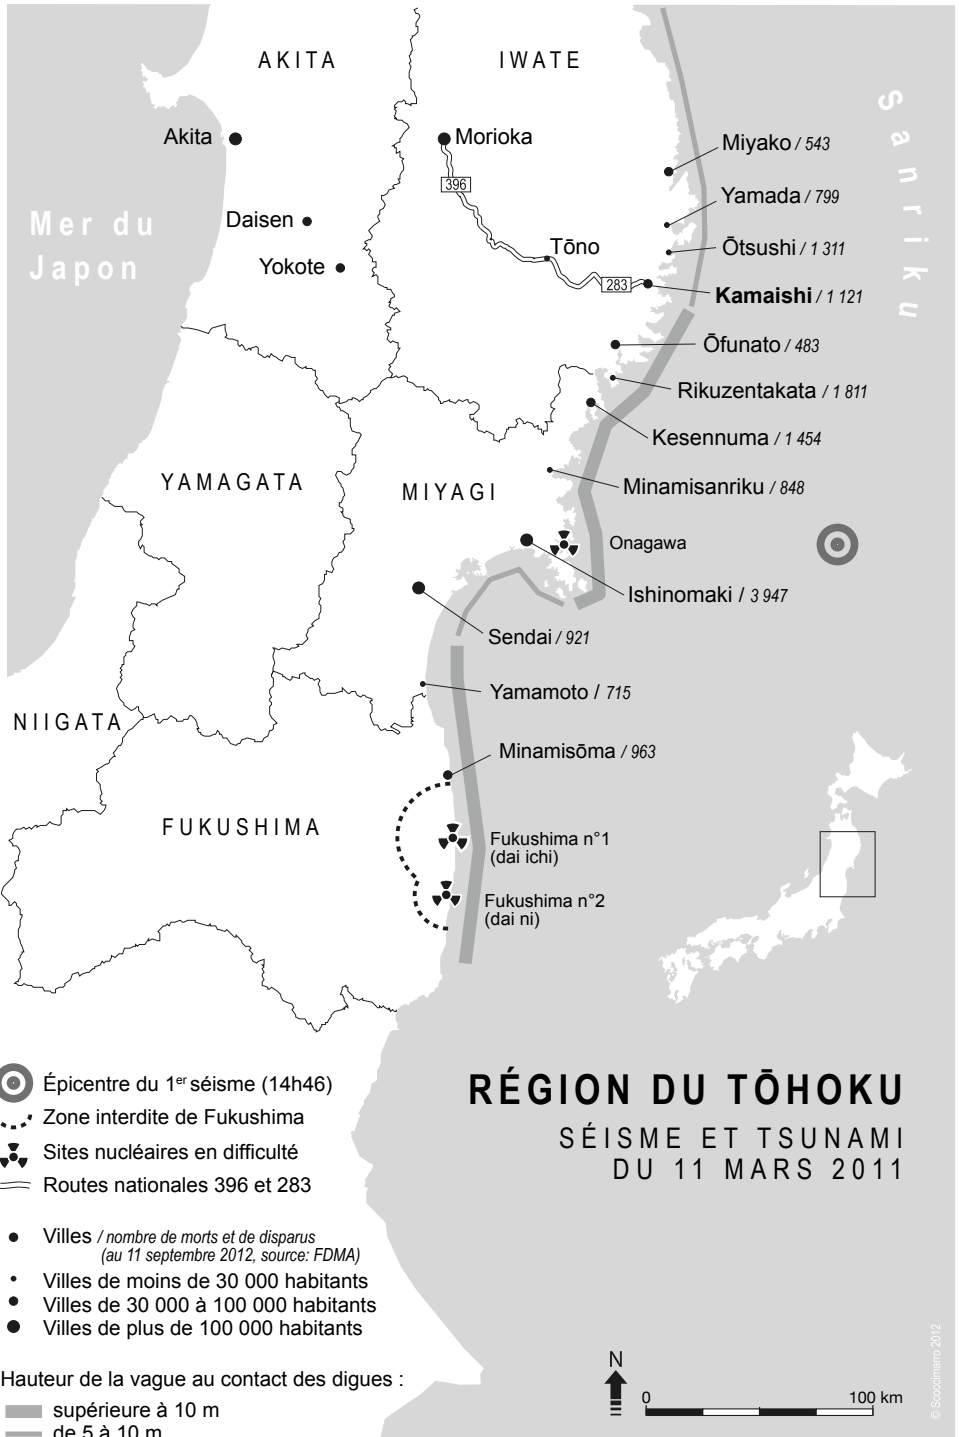 AKITA
IWATE
Sanriku
Akita
Morioka
Miyako / 543
396
Yamada / 799
Mer du
Japon
Daisen
Tōno
Ōtsushi / 1 311
Yokote
283
Kamaishi / 1 121
Ōfunato / 483
Rikuzentakata / 1 811
Kesennuma / 1 454
YAMAGATA
MIYAGI
Minamisanriku / 848
Onagawa
Ishinomaki / 3 947
Sendai / 921
Yamamoto / 715
NIIGATA
Minamisōma / 963
FUKUSHIMA
Fukushima n°1
(dai ichi)
Fukushima n°2
(dai ni)
RÉGION DU TŌHOKU
SÉISME ET TSUNAMI
DU 11 MARS 2011
Épicentre du 1er séisme (14h46)
Zone interdite de Fukushima
Sites nucléaires en difficulté
Routes nationales 396 et 283
Villes / nombre de morts et de disparus
(au 11 septembre 2012, source: FDMA)
Villes de moins de 30 000 habitants
Villes de 30 000 à 100 000 habitants
Villes de plus de 100 000 habitants
Hauteur de la vague au contact des digues :
supérieure à 10 m
de 5 à 10 m
N
0
100 km
© Scoccimarro 2012